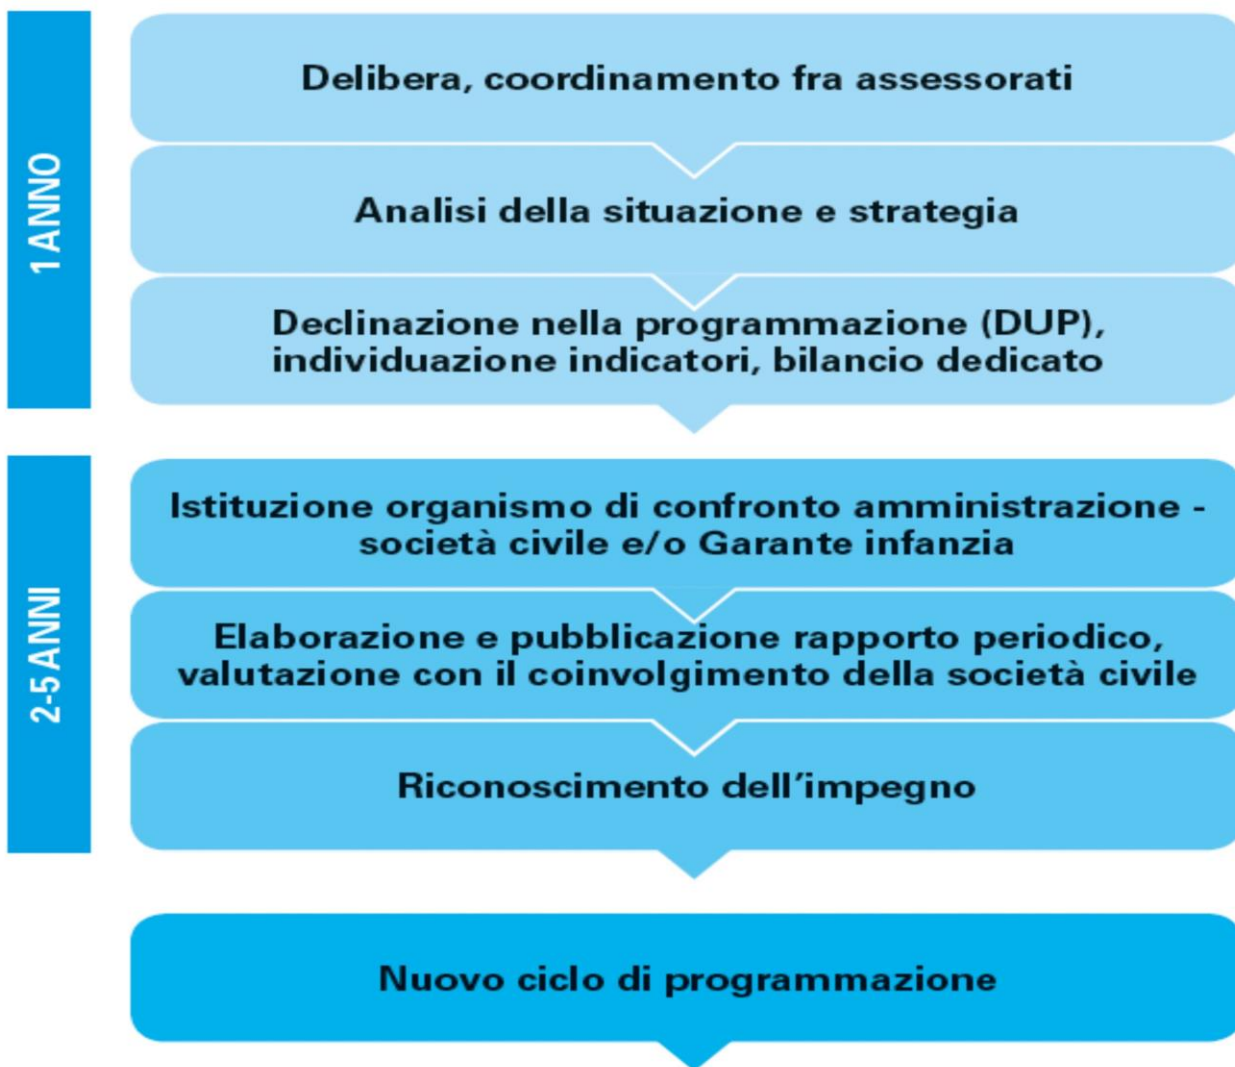 1 ANNO
Delibera, coordinamento fra assessorati
Analisi della situazione e strategia
Declinazione nella programmazione (DUP),
individuazione indicatori, bilancio dedicato
2-5 ANNI
Istituzione organismo di confronto amministrazione -
società civile e/o Garante infanzia
Elaborazione e pubblicazione rapporto periodico,
valutazione con il coinvolgimento della società civile
Riconoscimento dell’impegno
Nuovo ciclo di programmazione